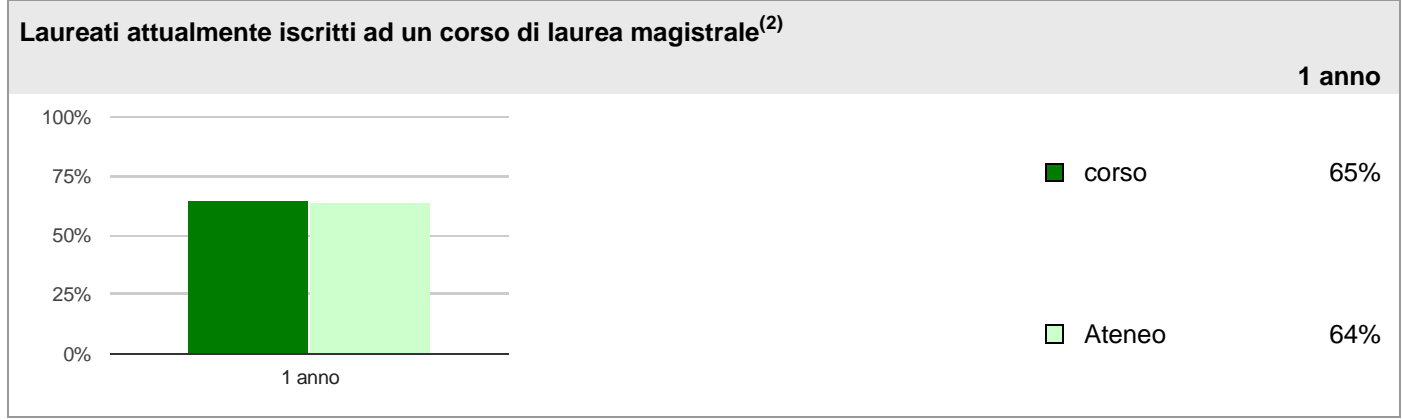 Laureati attualmente iscritti ad un corso di laurea magistrale(2)
1 anno
100%
75%
50%
25%
0%
1 anno
corso 65%
Ateneo 64%